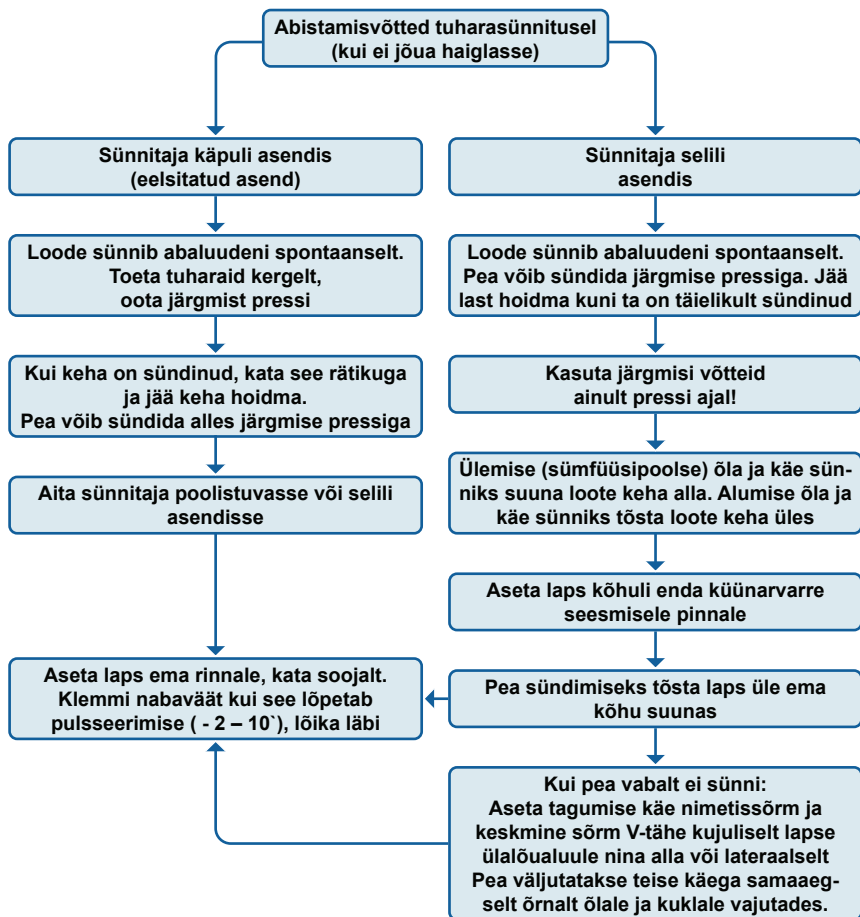 Abistamisvõtted tuharasünnitusel
(kui ei jõua haiglasse)
Sünnitaja käpuli asendis
(eelsitatud asend)
Loode sünnib abaluudeni spontaanselt.
Toeta tuharaid kergelt,
oota järgmist pressi
Kui keha on sündinud, kata see rätikuga
ja jää keha hoidma.
Pea võib sündida alles järgmise pressiga
Aita sünnitaja poolistuvasse või selili
asendisse
Aseta laps ema rinnale, kata soojalt.
Klemmi nabaväät kui see lõpetab
pulsseerimise ( - 2 – 10`), lõika läbi
Sünnitaja selili
asendis
Loode sünnib abaluudeni spontaanselt.
Pea võib sündida järgmise pressiga. Jää
last hoidma kuni ta on täielikult sündinud
Kasuta järgmisi võtteid
ainult pressi ajal!
Ülemise (sümfüüsipoolse) õla ja käe sün-
niks suuna loote keha alla. Alumise õla ja
käe sünniks tõsta loote keha üles
Aseta laps kõhuli enda küünarvarre
seesmisele pinnale
Pea sündimiseks tõsta laps üle ema
kõhu suunas
Kui pea vabalt ei sünni:
Aseta tagumise käe nimetissõrm ja
keskmine sõrm V-tähe kujuliselt lapse
ülalõualuule nina alla või lateraalselt
Pea väljutatakse teise käega samaaeg-
selt õrnalt õlale ja kuklale vajutades.